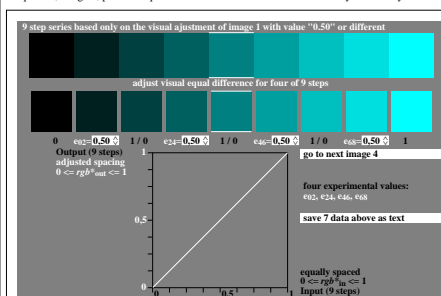 9 step series based only on the visual ajustment of image 1 with value "0.50" or different
adjust visual equal difference for four of 9 steps
0 e02=0,50 1 / 0 e24=0,50 1 / 0 e46=0,50 1 / 0 e68=0,50 1
Output (9 steps)
adjusted spacing
0 <= rgb*out <= 1
1
go to next image 4
four experimental values:
e02, e24, e46, e68
0,5
save 7 data above as text
equally spaced
0 <= rgb*in <= 1
Input (9 steps)
0
0 0,5 1